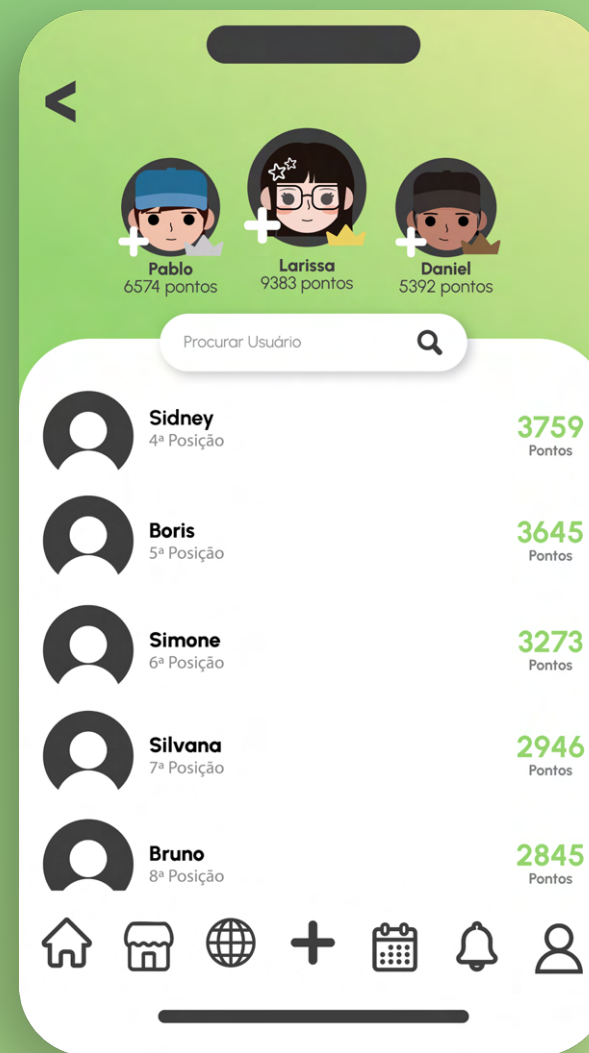 Pablo
6574 pontos
Larissa
9383 pontos
Daniel
5392 pontos
Procurar Usuário
Sidney
4ª Posição
3759
Pontos
Boris
5ª Posição
3645
Pontos
Simone
6ª Posição
3273
Pontos
Silvana
7ª Posição
2946
Pontos
Bruno
8ª Posição
2845
Pontos